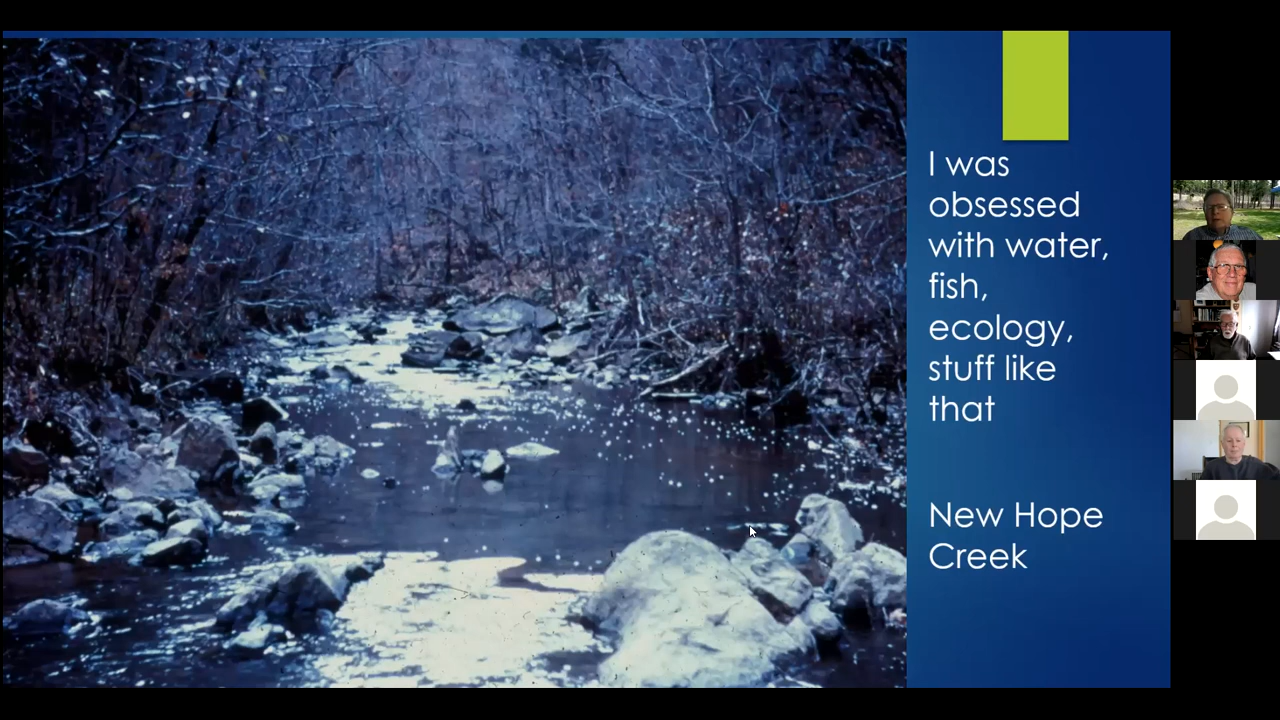 I was
obsessed
with water,
fish,
ecology,
stuff like
that
New Hope
Creek